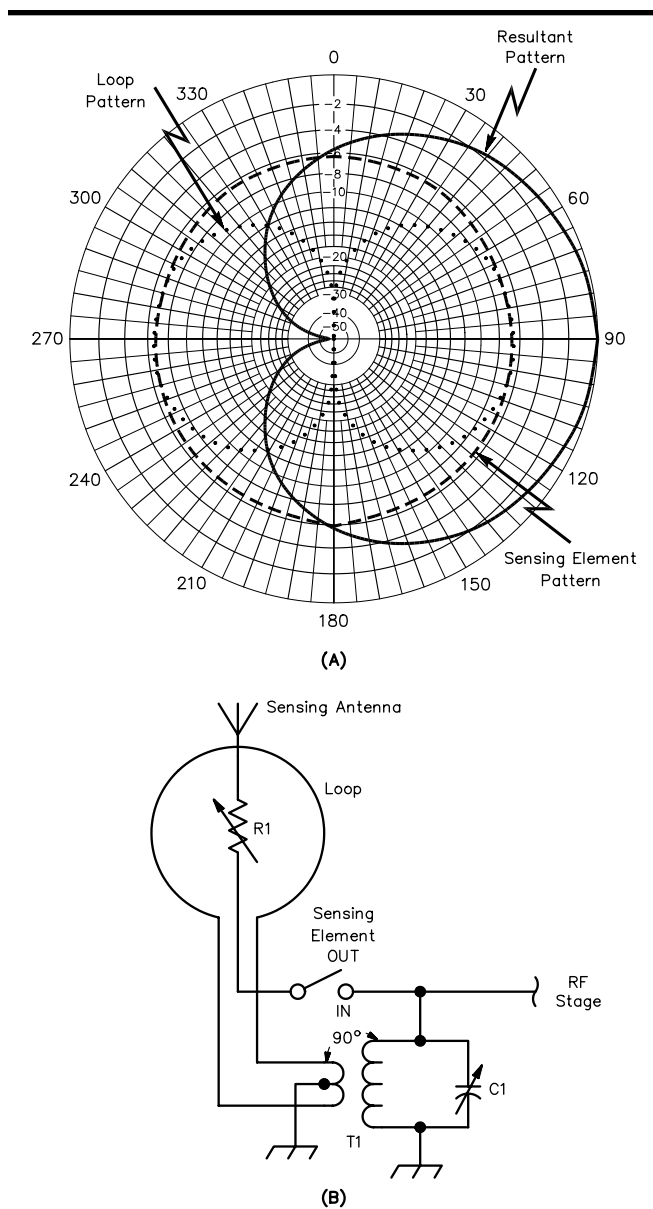 Resultant
Pattern
Loop
Pattern
0
30
60
90
120
150
180
210
240
270
300
330
-2
-4
-6
-8
-10
-20
-30
-40
-50
Sensing Element
Pattern
(A)
Sensing Antenna
Loop
R1
Sensing
Element
OUT
IN
RF
Stage
90°
C1
T1
(B)